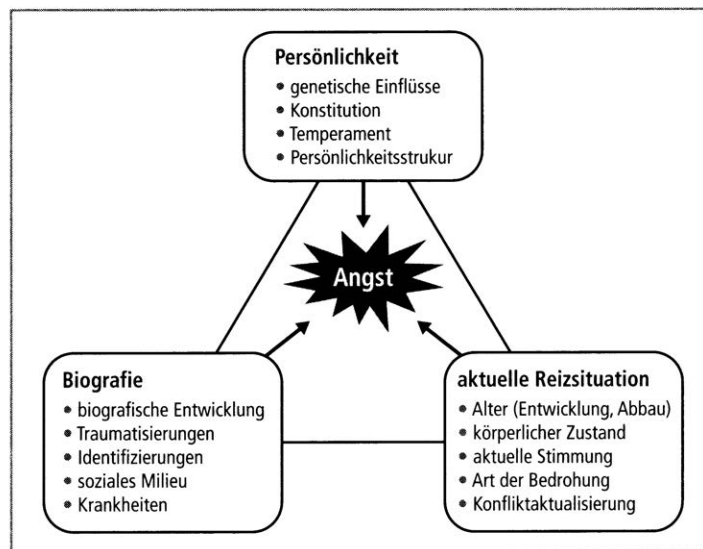 Persönlichkeit
• genetische Einflüsse
• Konstitution
• Temperament
• Persönlichkeitsstrukur
Angst
Biografie
• biografische Entwicklung
• Traumatisierungen
• Identifizierungen
• soziales Milieu
• Krankheiten
aktuelle Reizsituation
• Alter (Entwicklung, Abbau)
• körperlicher Zustand
• aktuelle Stimmung
• Art der Bedrohung
• Konfliktaktualisierung